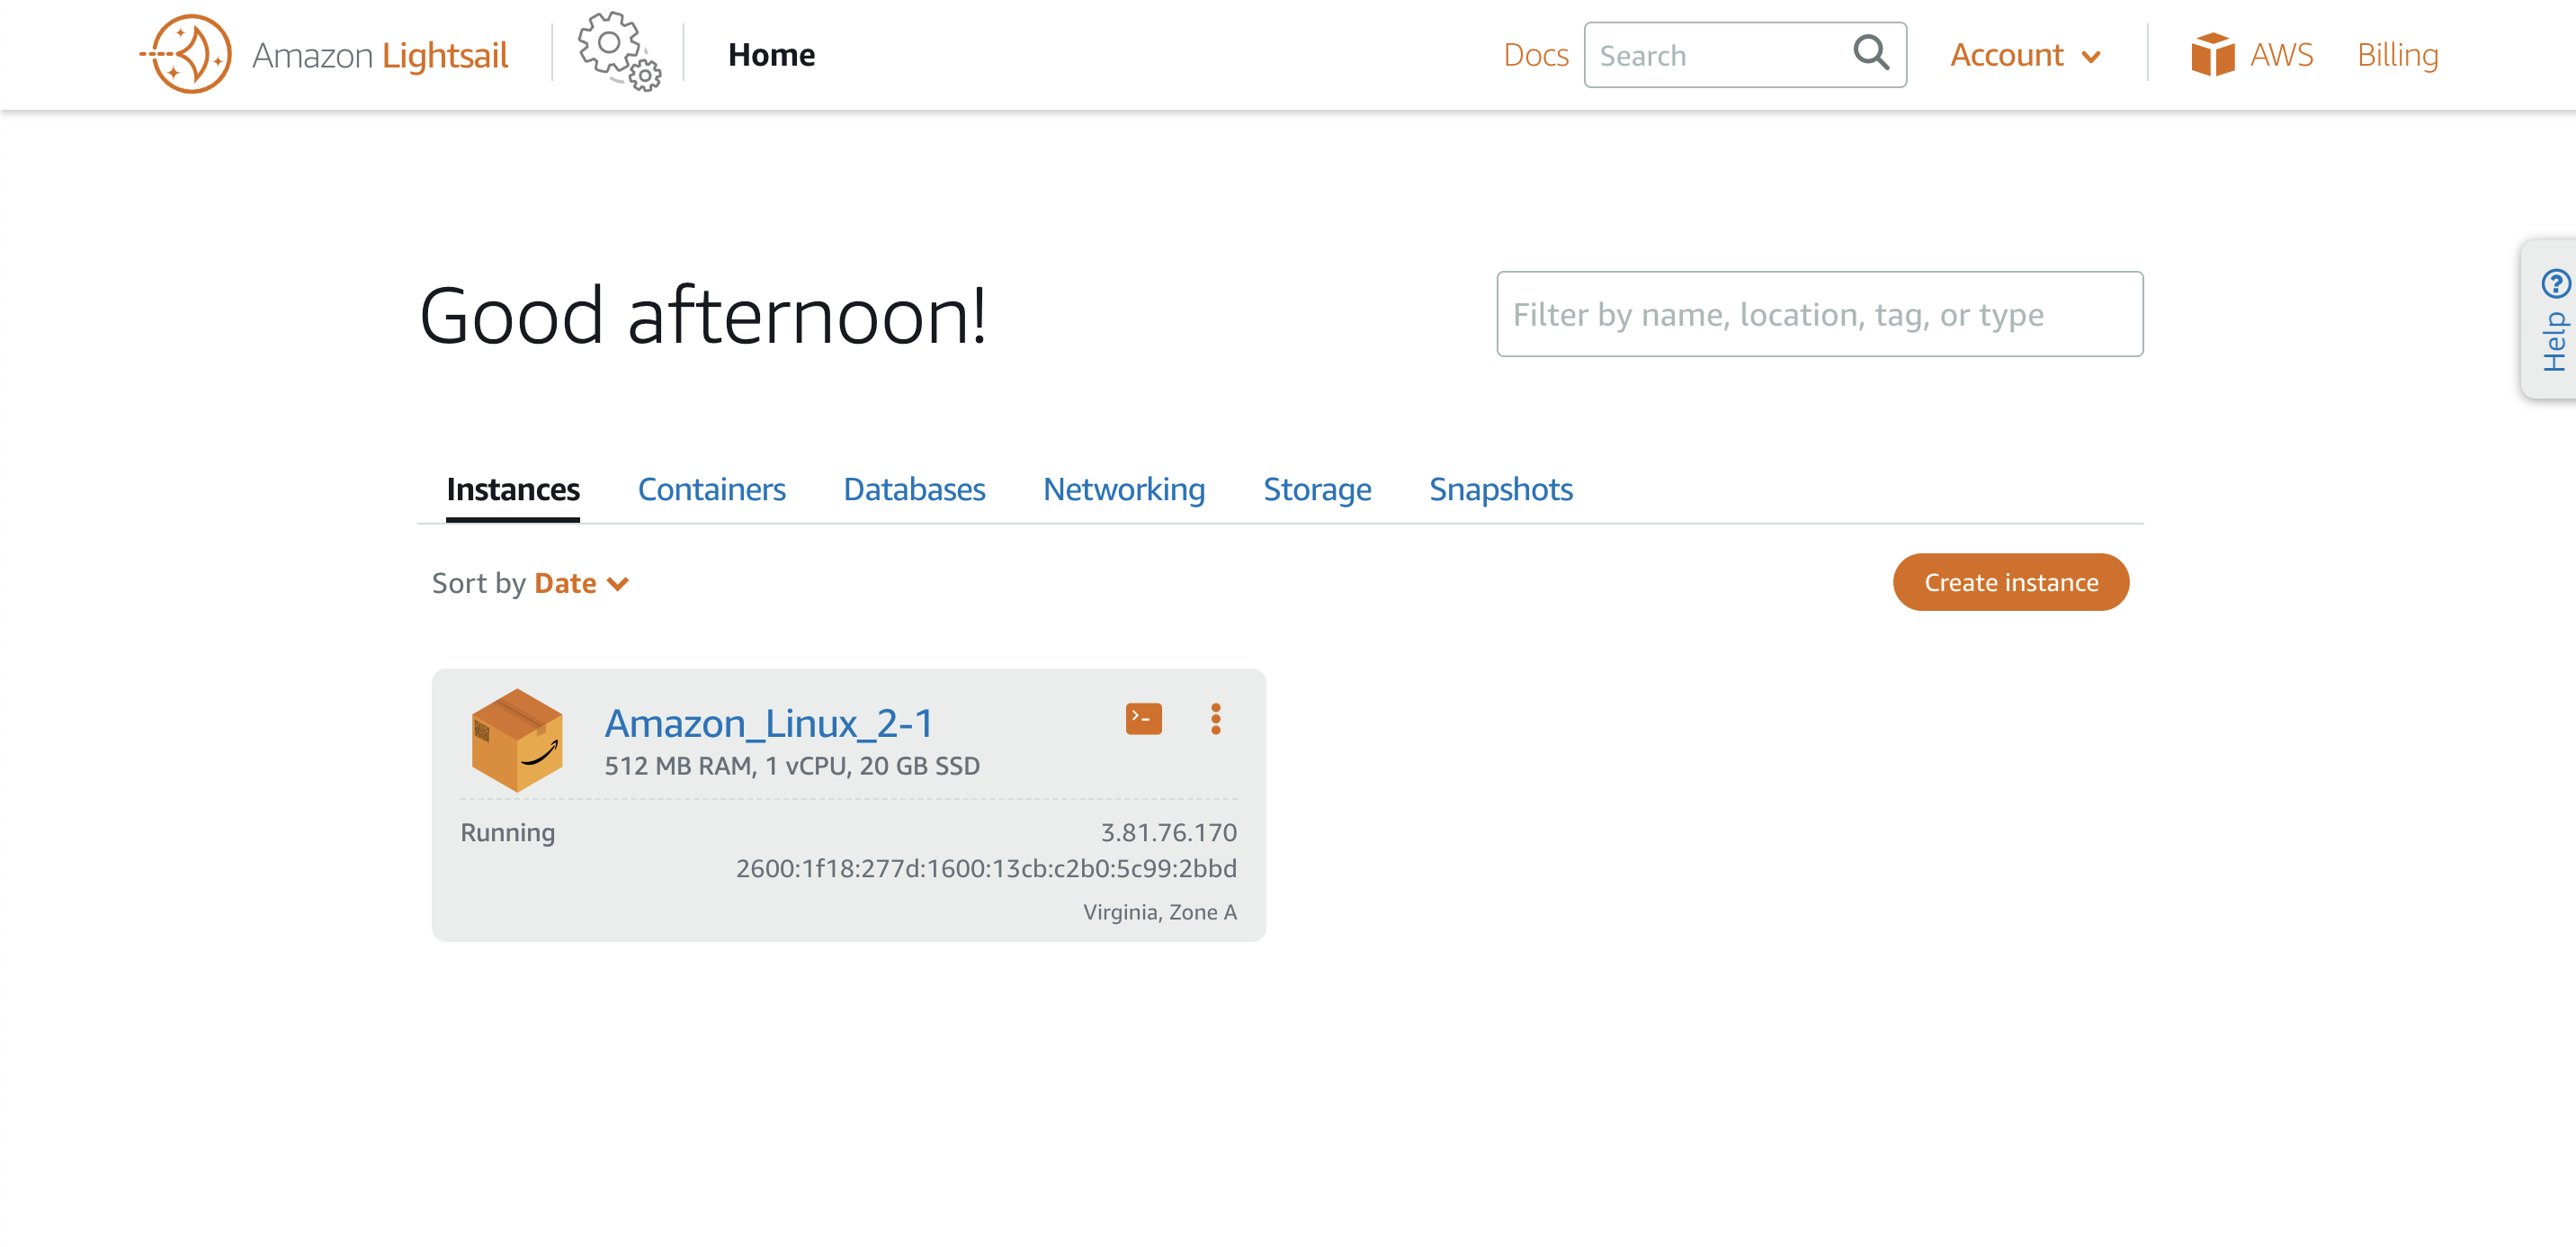 Amazon Lightsail
Home
Docs
Search
Account
AWS
Billing
Good afternoon!
Filter by name, location, tag, or type
Help
Instances
Containers
Databases
Networking
Storage
Snapshots
Sort by Date
Create instance
Amazon_Linux_2-1
512 MB RAM, 1 vCPU, 20 GB SSD
Running
3.81.76.170
2600:1f18:277d:1600:13cb:c2b0:5c99:2bbd
Virginia, Zone A